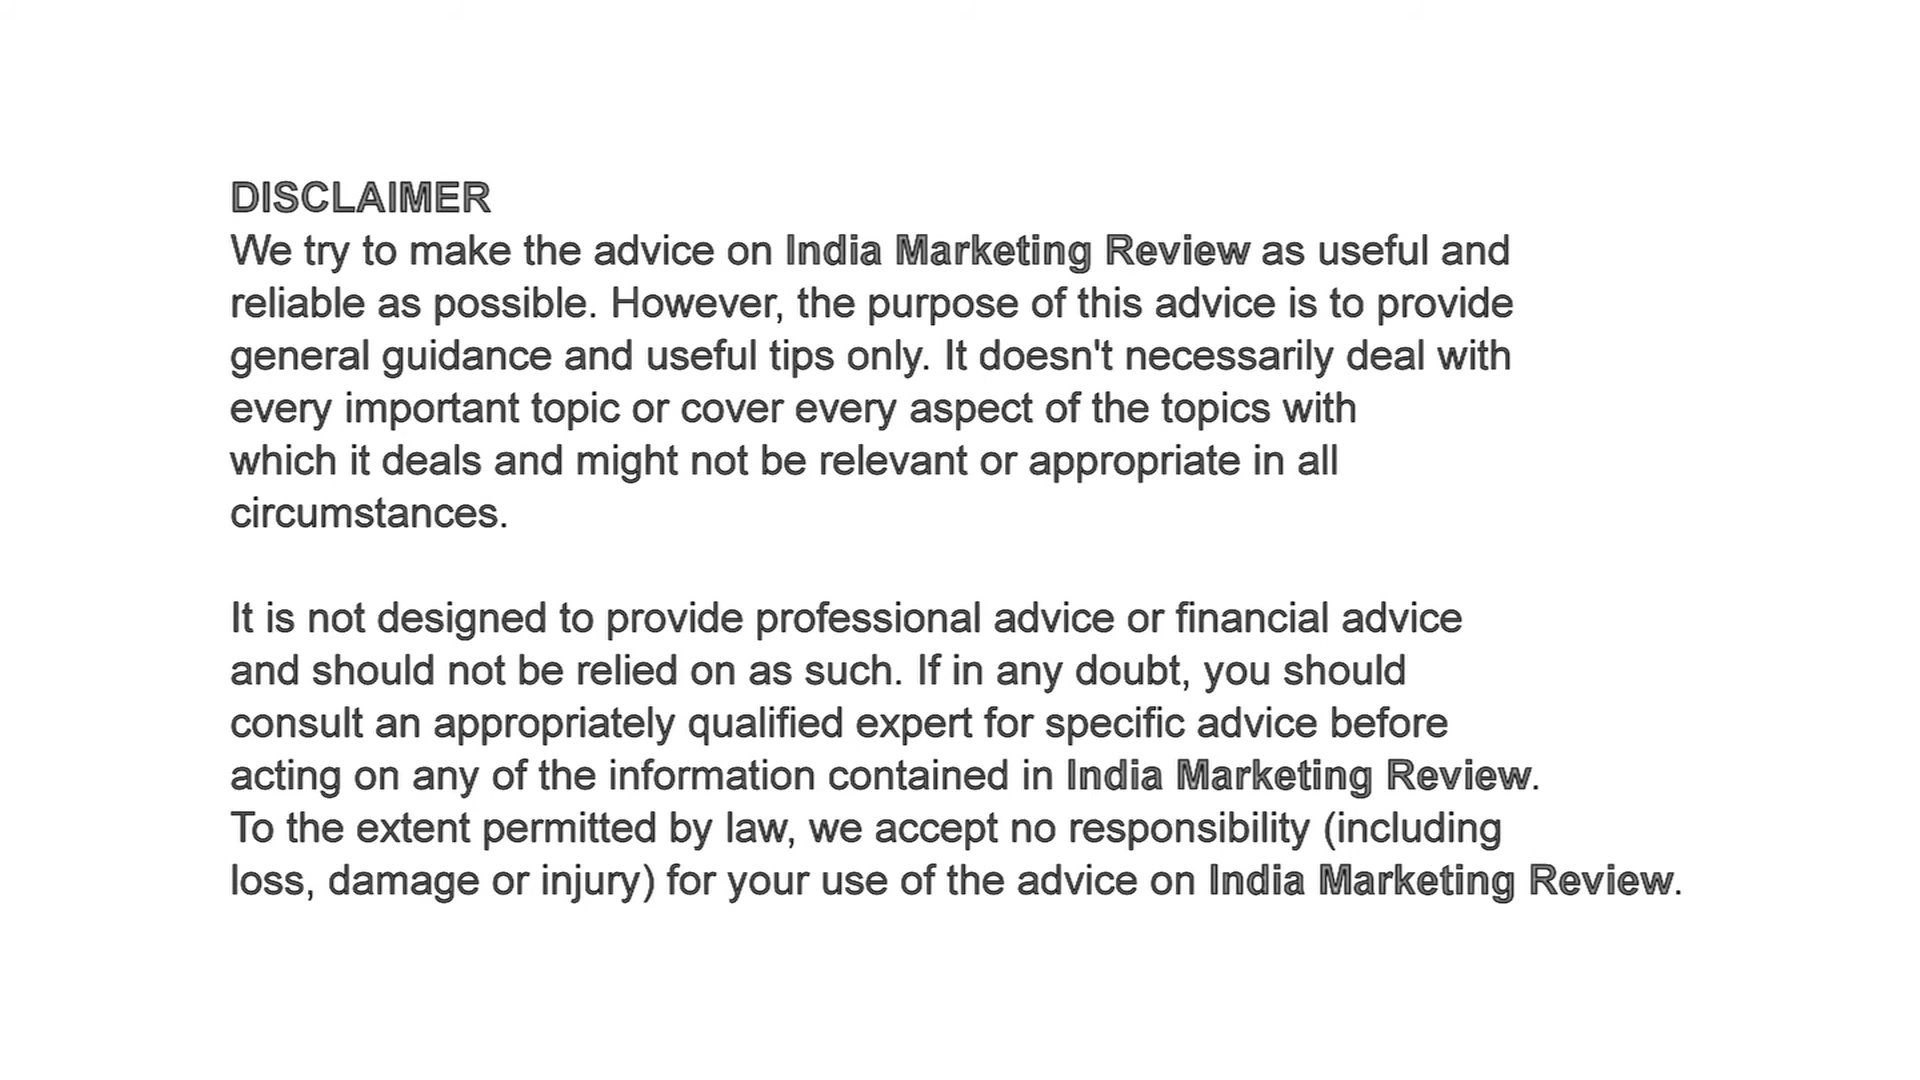 DISCLAIMER
We try to make the advice on India Marketing Review as useful and
reliable as possible. However, the purpose of this advice is to provide
general guidance and useful tips only. It doesn't necessarily deal with
every important topic or cover every aspect of the topics with
which it deals and might not be relevant or appropriate in all
circumstances.
It is not designed to provide professional advice or financial advice
and should not be relied on as such. If in any doubt, you should
consult an appropriately qualified expert for specific advice before
acting on any of the information contained in India Marketing Review.
To the extent permitted by law, we accept no responsibility (including
loss, damage or injury) for your use of the advice on India Marketing Review.